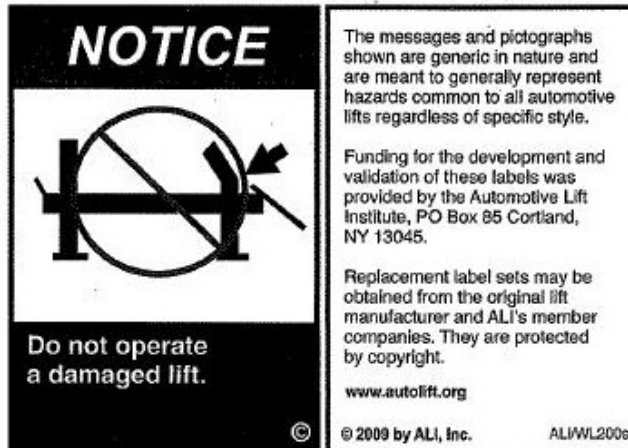 NOTICE
Do not operate
a damaged lift.
©
The messages and pictographs
shown are generic in nature and
are meant to generally represent
hazards common to all automotive
lifts regardless of specific style.
Funding for the development and
validation of these labels was
provided by the Automotive Lift
Institute, PO Box 85 Cortland,
NY 13045.
Replacement label sets may be
obtained from the original lift
manufacturer and ALI's member
companies. They are protected
by copyright.
www.autolift.org
© 2009 by ALI, Inc. ALI/WL200s